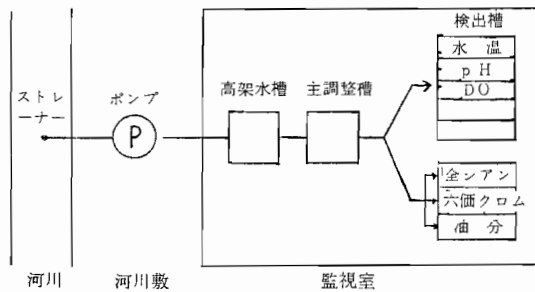 検出槽
水温
pH
DO
ストレーナー
ポンプ
P
高架水槽
主調整槽
全シアン
六価クロム
油分
河川
河川敷
監視室